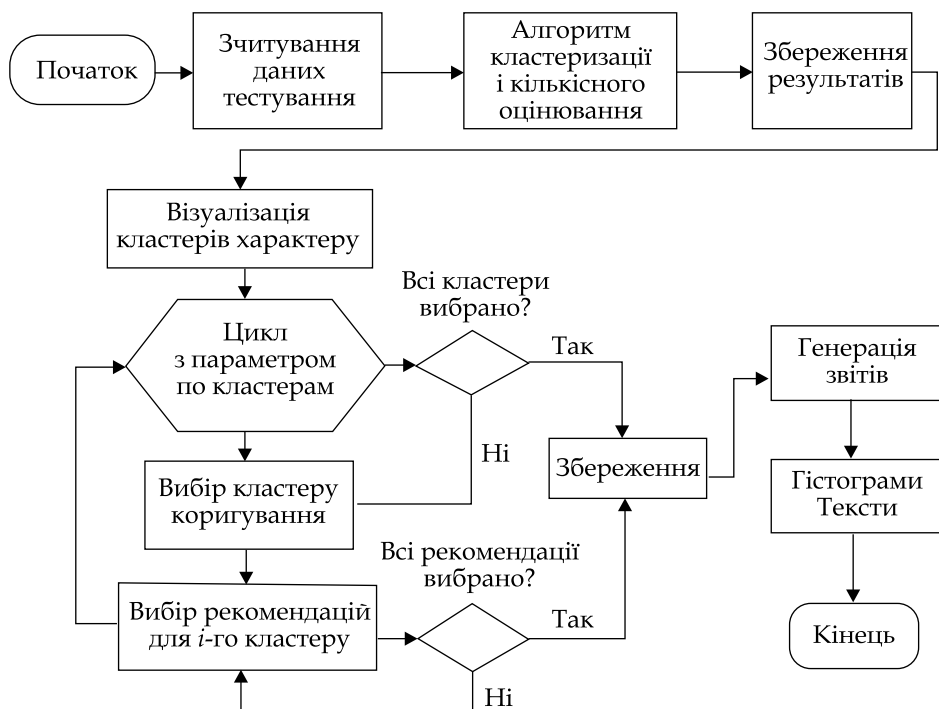 Початок
Зчитування
даних
тестування
Алгоритм
кластеризації
і кількісного
оцінювання
Збереження
результатів
Візуалізація
кластерів характеру
Всі кластери
вибрано?
Цикл
з параметром
по кластерам
Так
Ні
Генерація
звітів
Збереження
Вибір кластеру
коригування
Гістограми
Тексти
Всі рекомендації
вибрано?
Вибір рекомендацій
для і-го кластеру
Так
Ні
Кінець